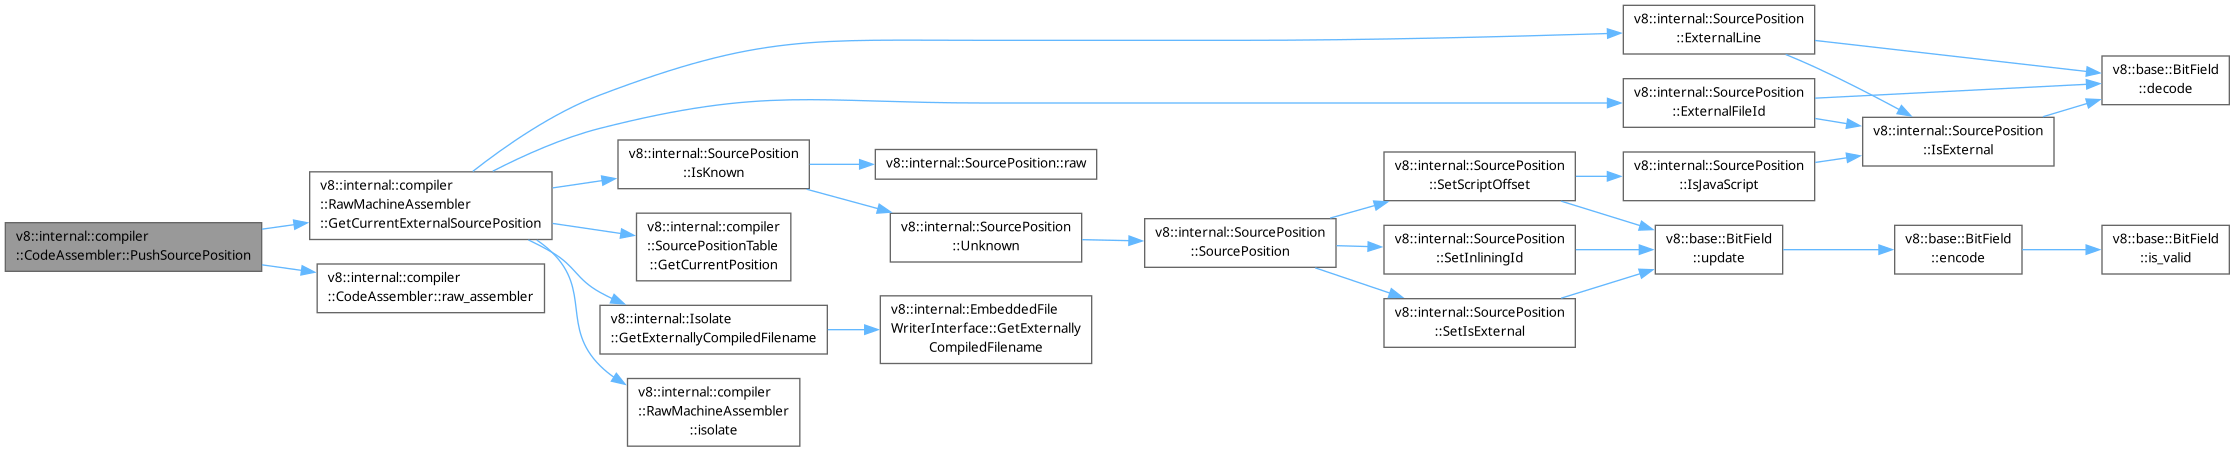 v8::internal::compiler
::CodeAssembler::PushSourcePosition
v8::internal::compiler
::RawMachineAssembler
::GetCurrentExternalSourcePosition
v8::internal::compiler
::CodeAssembler::raw_assembler
v8::internal::SourcePosition
::IsKnown
v8::internal::compiler
::SourcePositionTable
::GetCurrentPosition
v8::internal::Isolate
::GetExternallyCompiledFilename
v8::internal::compiler
::RawMachineAssembler
::isolate
v8::internal::SourcePosition::raw
v8::internal::SourcePosition
::Unknown
v8::internal::EmbeddedFile
WriterInterface::GetExternally
CompiledFilename
v8::internal::SourcePosition
::SourcePosition
v8::internal::SourcePosition
::SetScriptOffset
v8::internal::SourcePosition
::SetInliningId
v8::internal::SourcePosition
::SetIsExternal
v8::internal::SourcePosition
::ExternalLine
v8::internal::SourcePosition
::ExternalFileId
v8::internal::SourcePosition
::IsJavaScript
v8::base::BitField
::update
v8::internal::SourcePosition
::IsExternal
v8::base::BitField
::encode
v8::base::BitField
::decode
v8::base::BitField
::is_valid